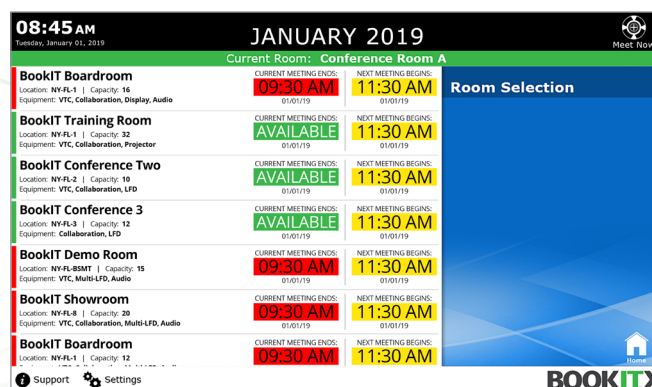 08:45 AM
Tuesday, January 01, 2019
JANUARY 2019
Meet Now
Current Room: Conference Room A
BookIT Boardroom
Location: NY-FL-1 | Capacity: 16
Equipment: VTC, Collaboration, Display, Audio
CURRENT MEETING ENDS:
09:30 AM
01/01/19
NEXT MEETING BEGINS:
11:30 AM
01/01/19
Room Selection
BookIT Training Room
Location: NY-FL-1 | Capacity: 32
Equipment: VTC, Collaboration, Projector
CURRENT MEETING ENDS:
AVAILABLE
01/01/19
NEXT MEETING BEGINS:
11:30 AM
01/01/19
BookIT Conference Two
Location: NY-FL-2 | Capacity: 10
Equipment: VTC, Collaboration, LFD
CURRENT MEETING ENDS:
AVAILABLE
01/01/19
NEXT MEETING BEGINS:
11:30 AM
01/01/19
BookIT Conference 3
Location: NY-FL-3 | Capacity: 12
Equipment: Collaboration, LFD
CURRENT MEETING ENDS:
AVAILABLE
01/01/19
NEXT MEETING BEGINS:
11:30 AM
01/01/19
BookIT Demo Room
Location: NY-FL-BSMT | Capacity: 15
Equipment: VTC, Multi-LFD, Audio
CURRENT MEETING ENDS:
09:30 AM
01/01/19
NEXT MEETING BEGINS:
11:30 AM
01/01/19
BookIT Showroom
Location: NY-FL-8 | Capacity: 20
Equipment: VTC, Collaboration, Multi-LFD, Audio
CURRENT MEETING ENDS:
09:30 AM
01/01/19
NEXT MEETING BEGINS:
11:30 AM
01/01/19
BookIT Boardroom
Location: NY-FL-1 | Capacity: 12
CURRENT MEETING ENDS:
09:30 AM
NEXT MEETING BEGINS:
11:30 AM
Home
Support
Settings
BOOKITX